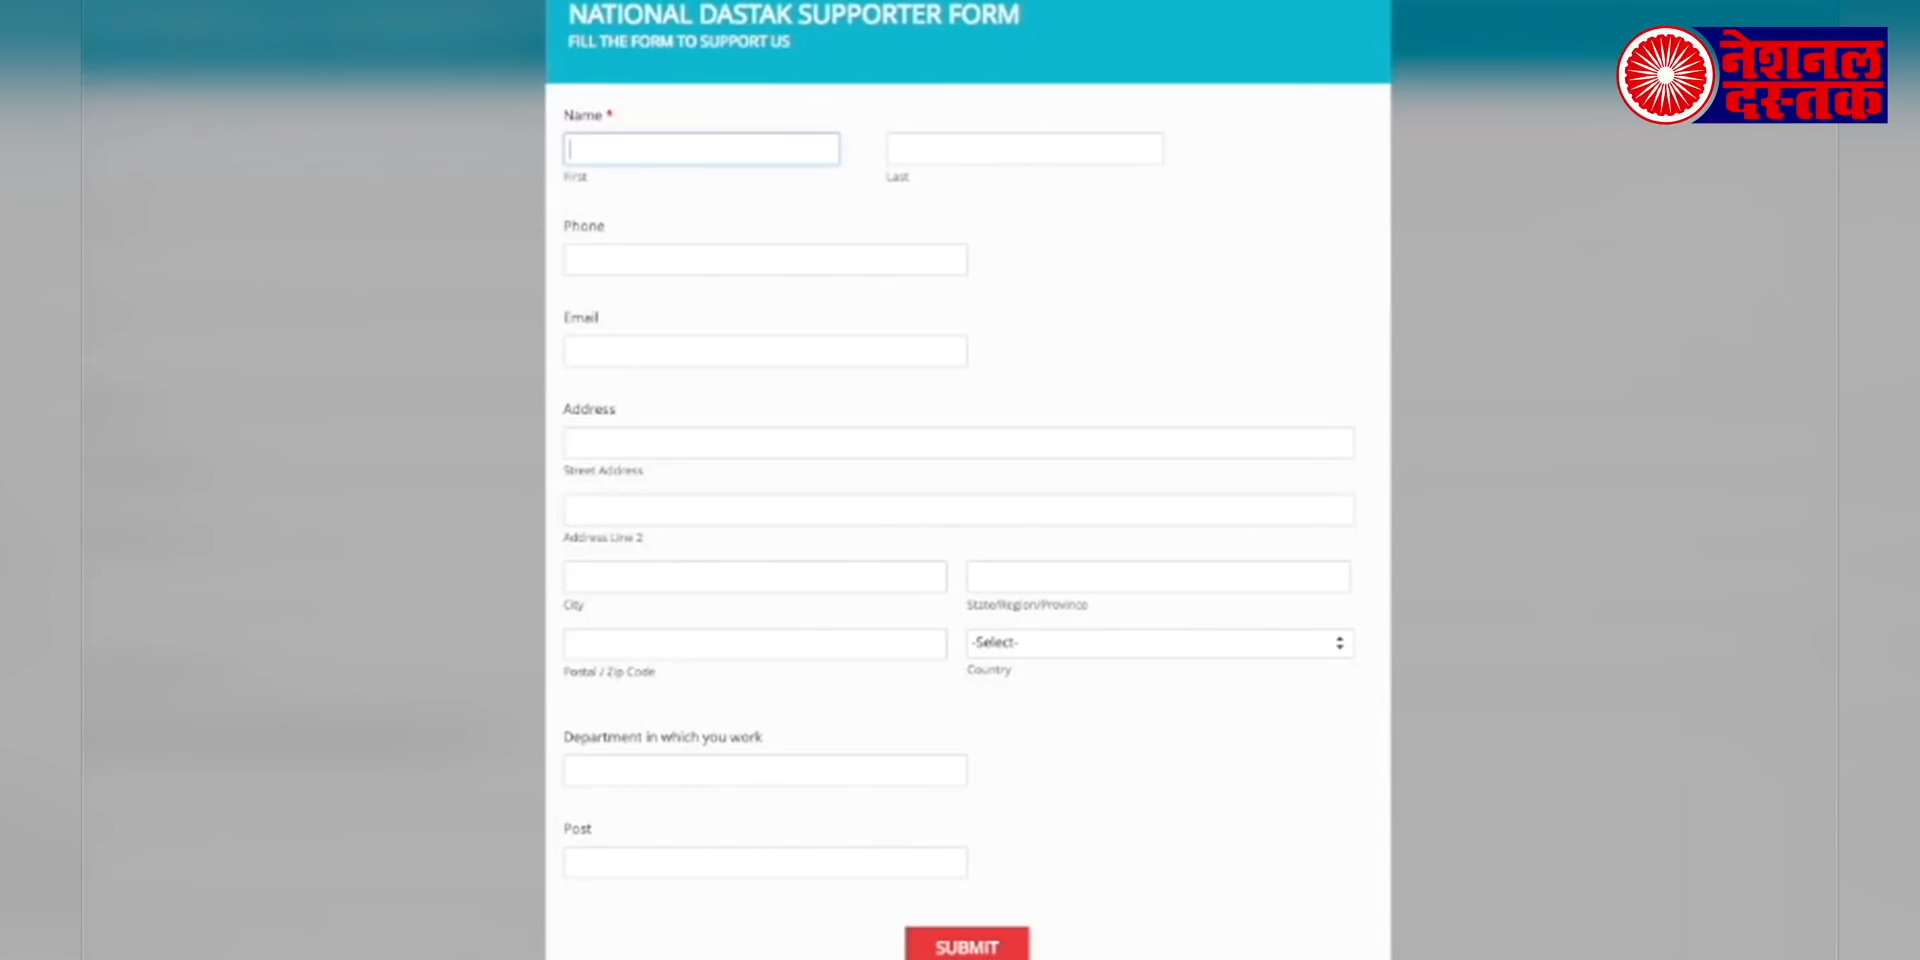 NATIONAL DASTAK SUPPORTER FORM
FILL THE FORM TO SUPPORT US
नेशनल
दस्तक
Name *
First
Last
Phone
Email
Address
Street Address
Address Line 2
City
State/Region/Province
Postal / Zip Code
-Select-
Country
Department in which you work
Post
SUBMIT